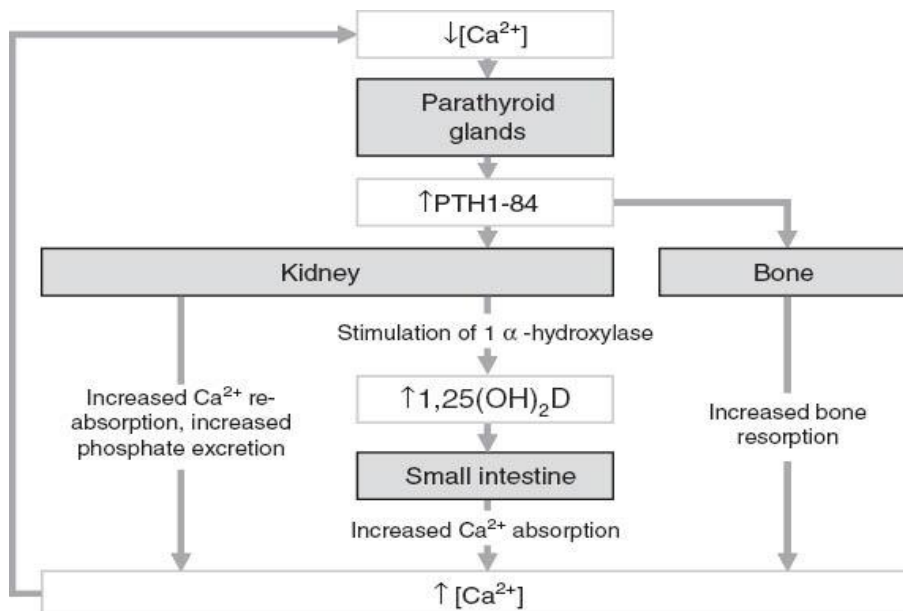 ↓[Ca²⁺]
Parathyroid
glands
↑PTH1-84
Kidney
Bone
Stimulation of 1 α -hydroxylase
Increased Ca²⁺ re-
absorption, increased
phosphate excretion
↑1,25(OH)₂D
Increased bone
resorption
Small intestine
Increased Ca²⁺ absorption
↑ [Ca²⁺]